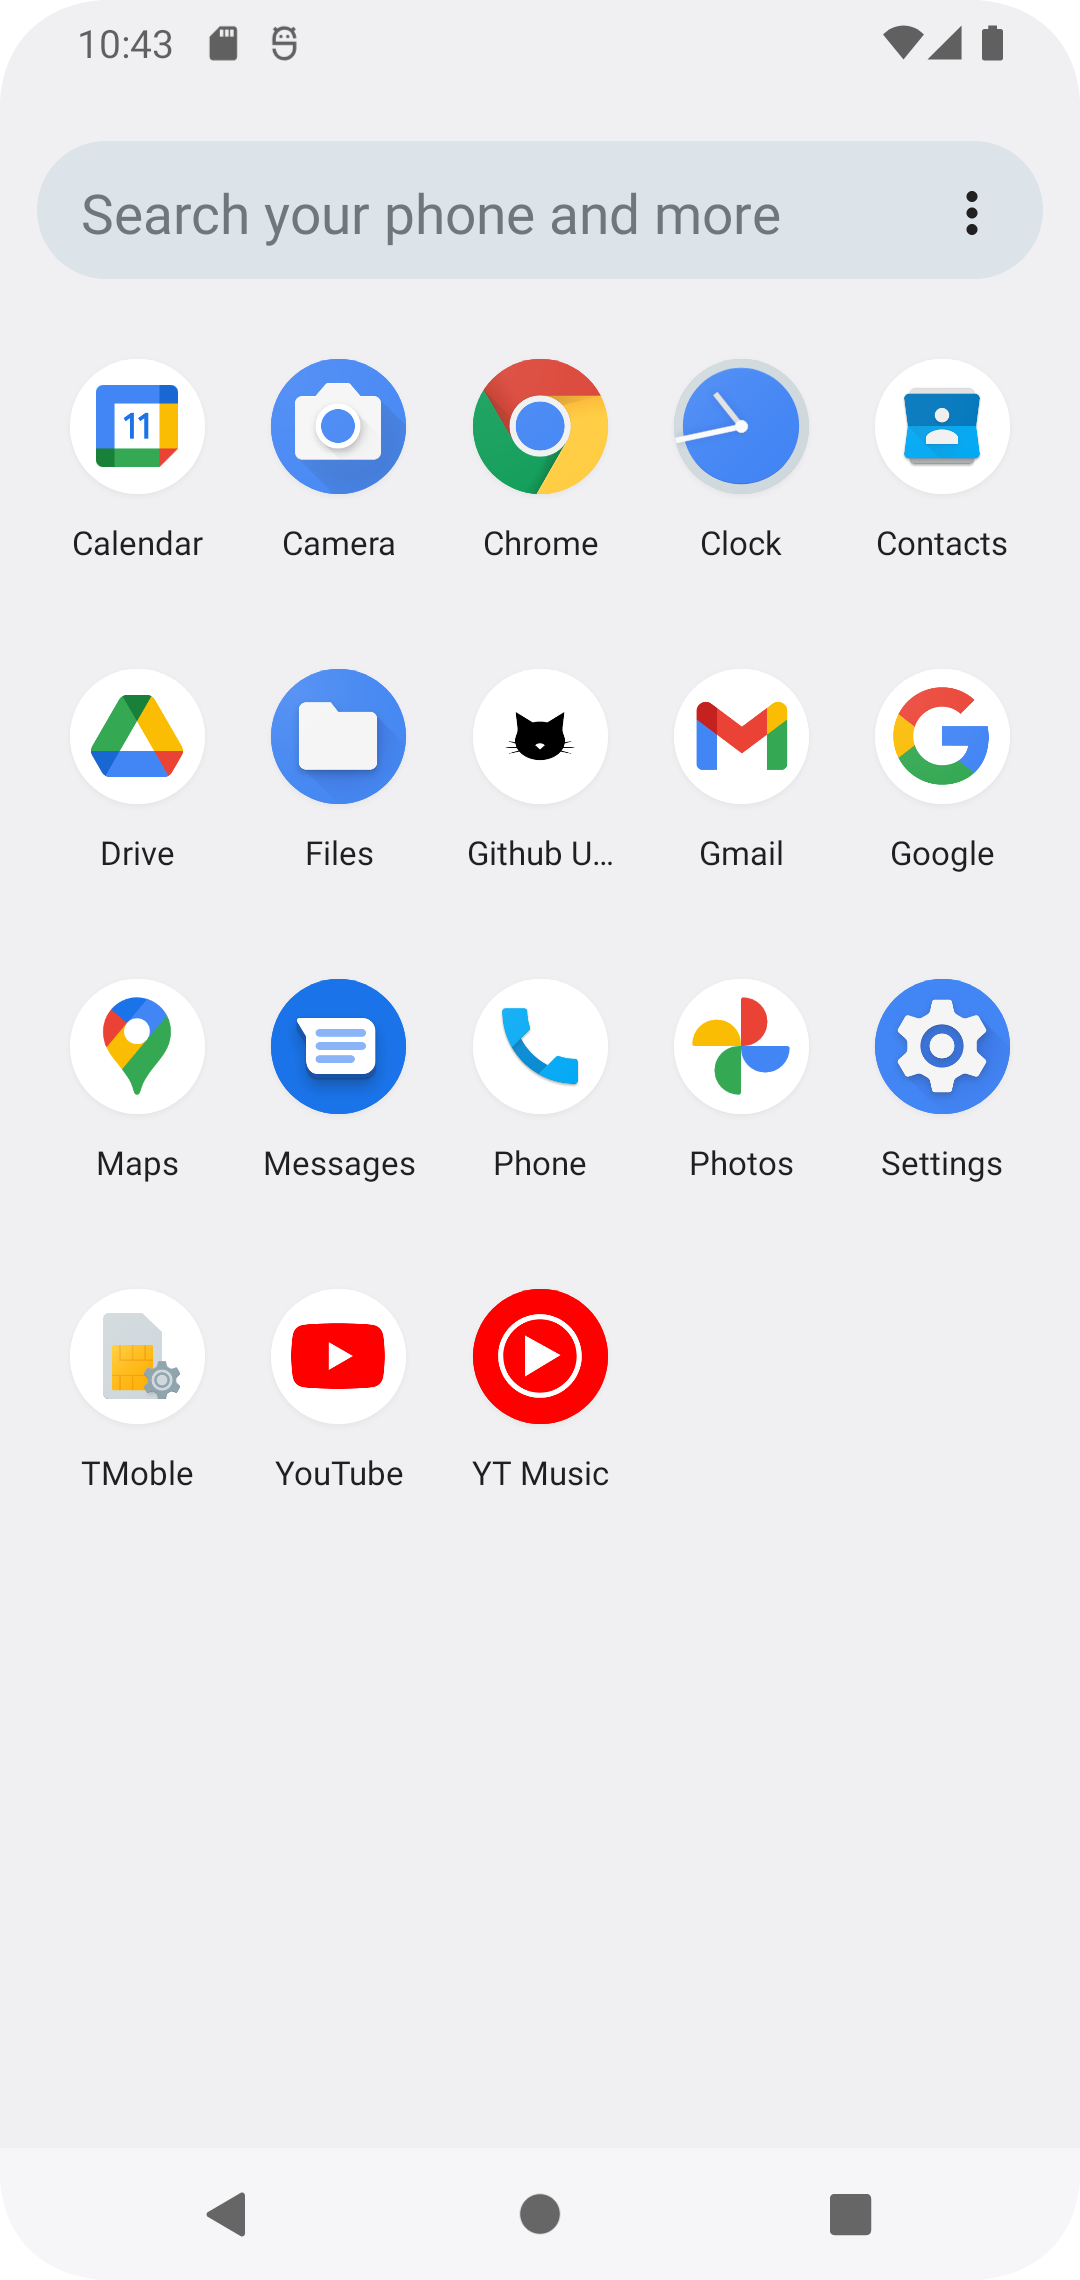 10:43
Search your phone and more
11
Calendar Camera Chrome Clock Contacts
Drive Files Github U... Gmail Google
Maps Messages Phone Photos Settings
TMoble YouTube YT Music